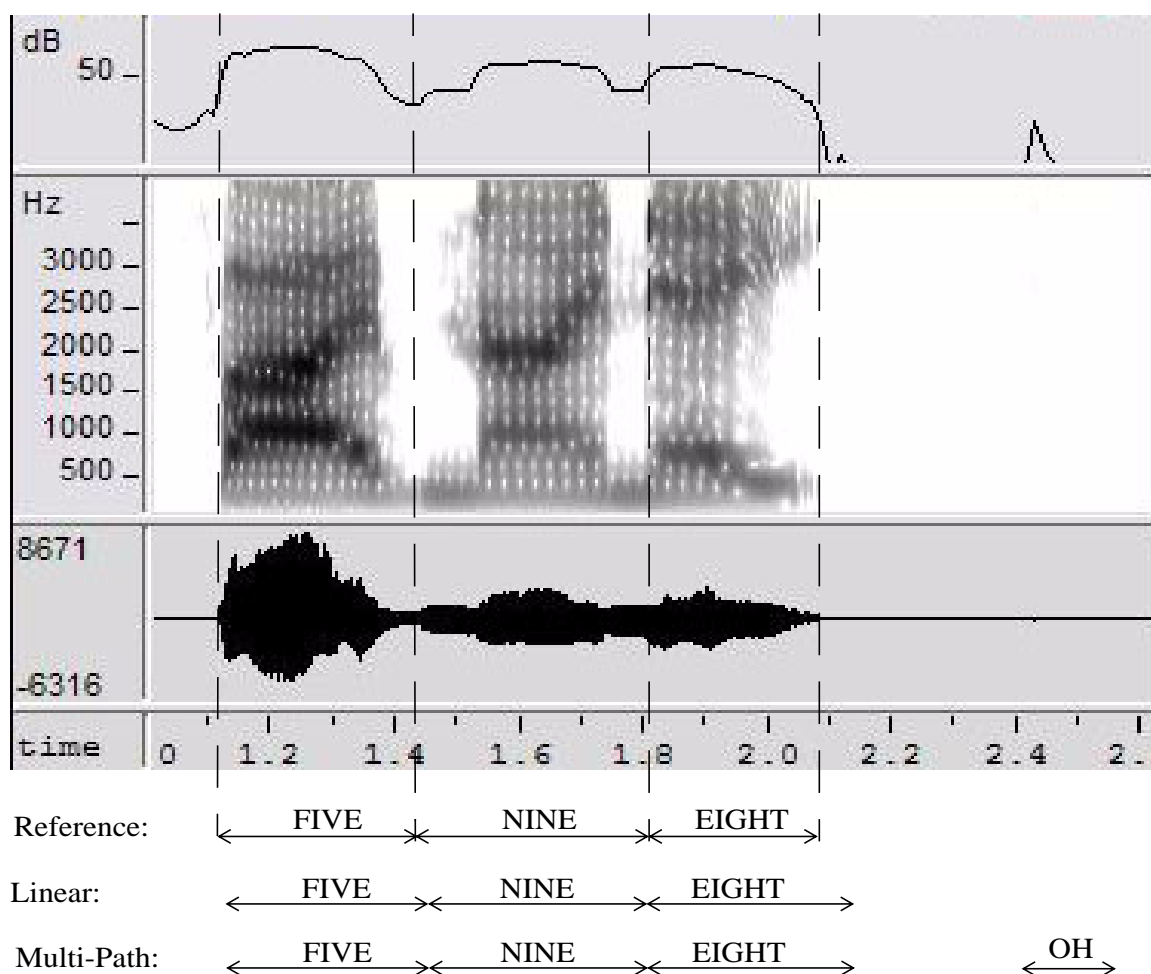 dB
50
Hz
3000
2500
2000
1500
1000
500
8671
-6316
time 0 1.2 1.4 1.6 1.8 2.0 2.2 2.4 2.
Reference: FIVE NINE EIGHT
Linear: FIVE NINE EIGHT
Multi-Path: FIVE NINE EIGHT OH